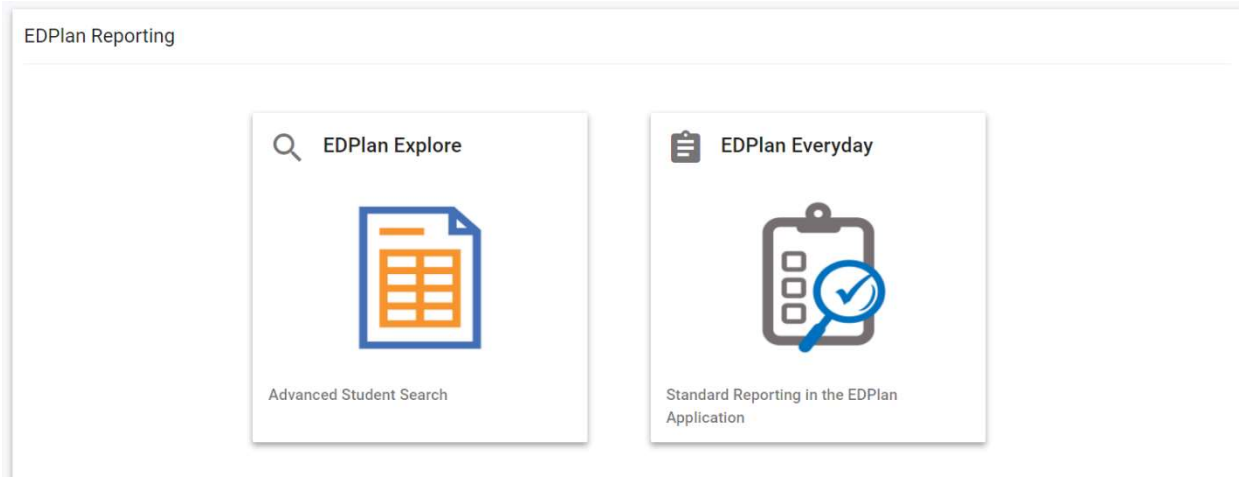 EDPlan Reporting
EDPlan Explore
Advanced Student Search
EDPlan Everyday
Standard Reporting in the EDPlan
Application